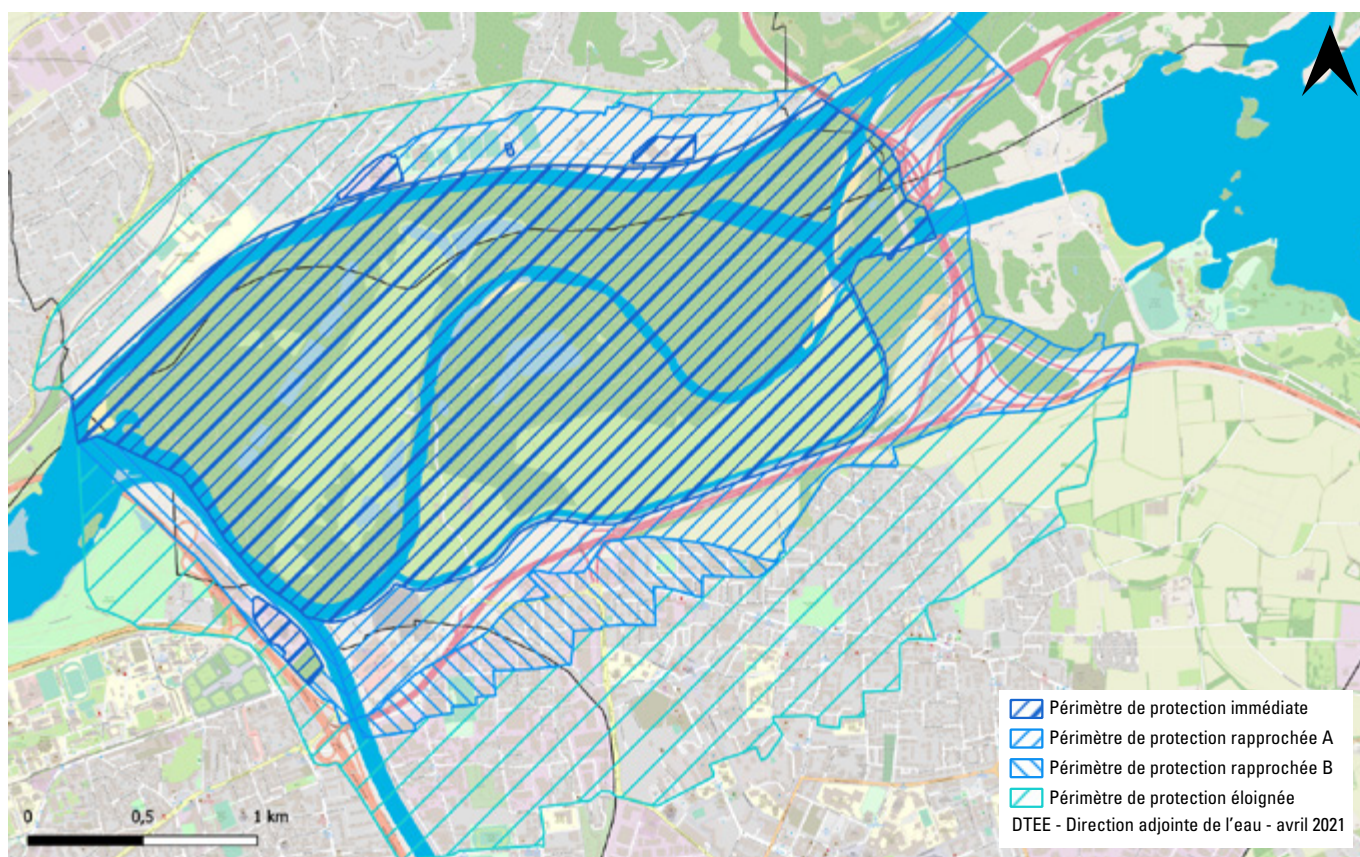 Périmètre de protection immédiate
Périmètre de protection rapprochée A
Périmètre de protection rapprochée B
Périmètre de protection éloignée
DTEE - Direction adjointe de l'eau - avril 2021
0 0,5 1 km